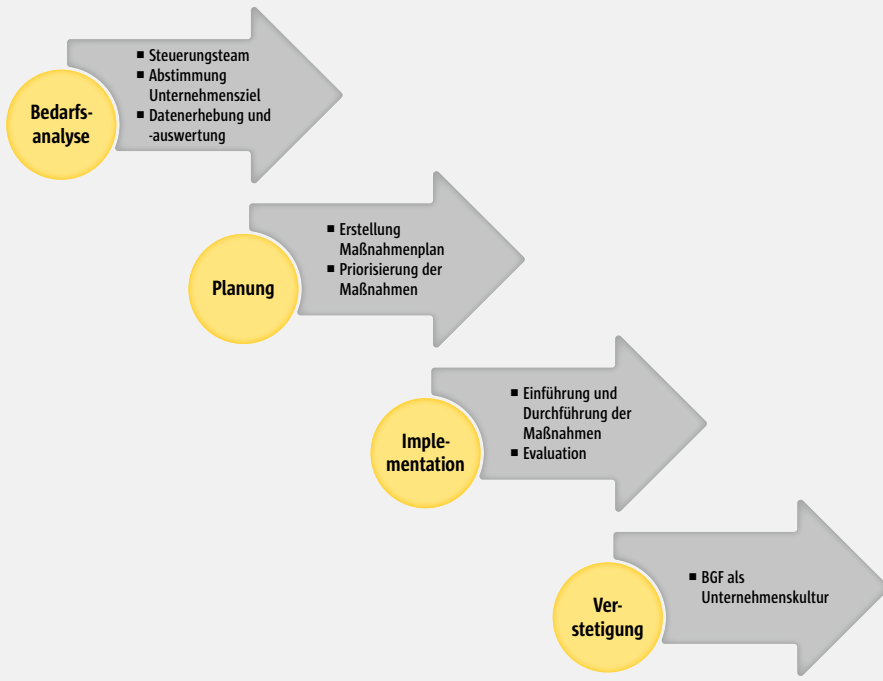 Bedarfs-
analyse
■ Steuerungsteam
■ Abstimmung
Unternehmensziel
■ Datenerhebung und
-auswertung
Planung
■ Erstellung
Maßnahmenplan
■ Priorisierung der
Maßnahmen
Imple-
mentation
■ Einführung und
Durchführung der
Maßnahmen
■ Evaluation
Ver-
stetigung
■ BGF als
Unternehmenskultur